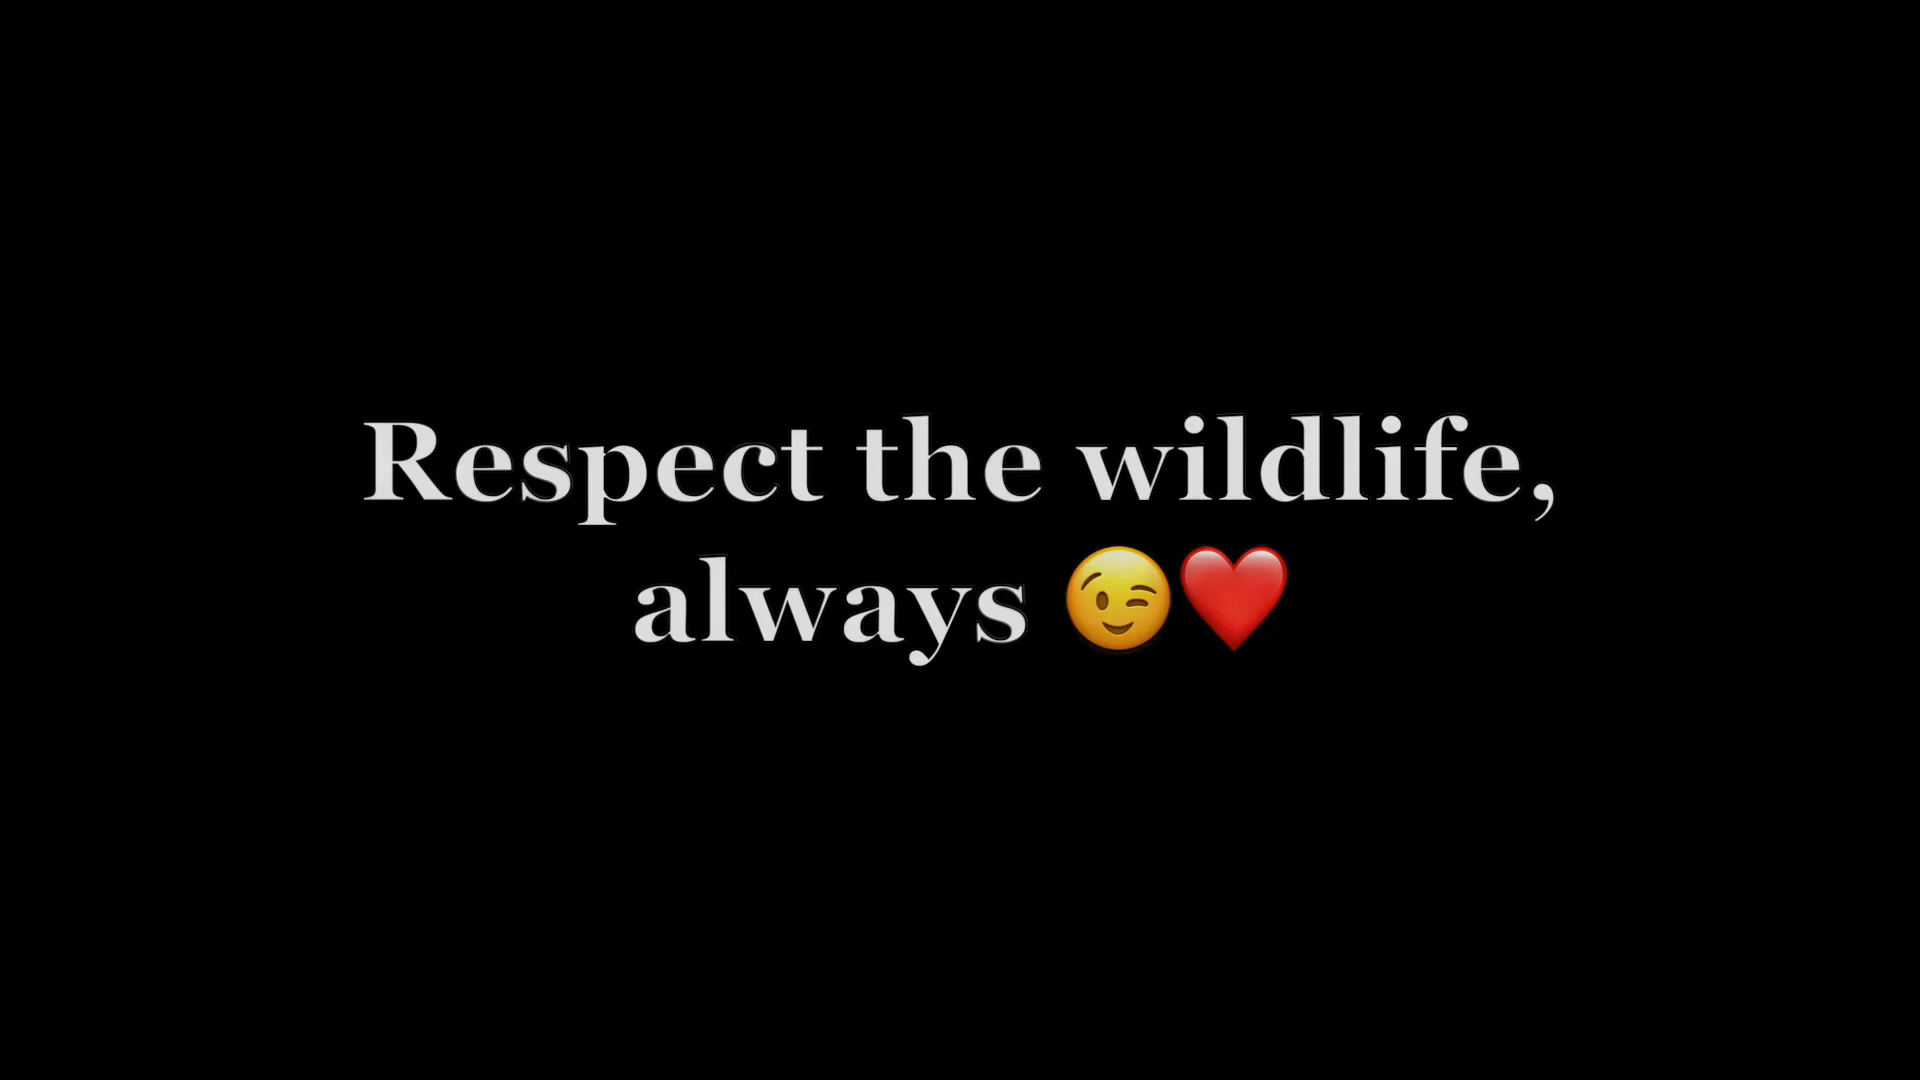 Respect the wildlife,
always 😉❤️